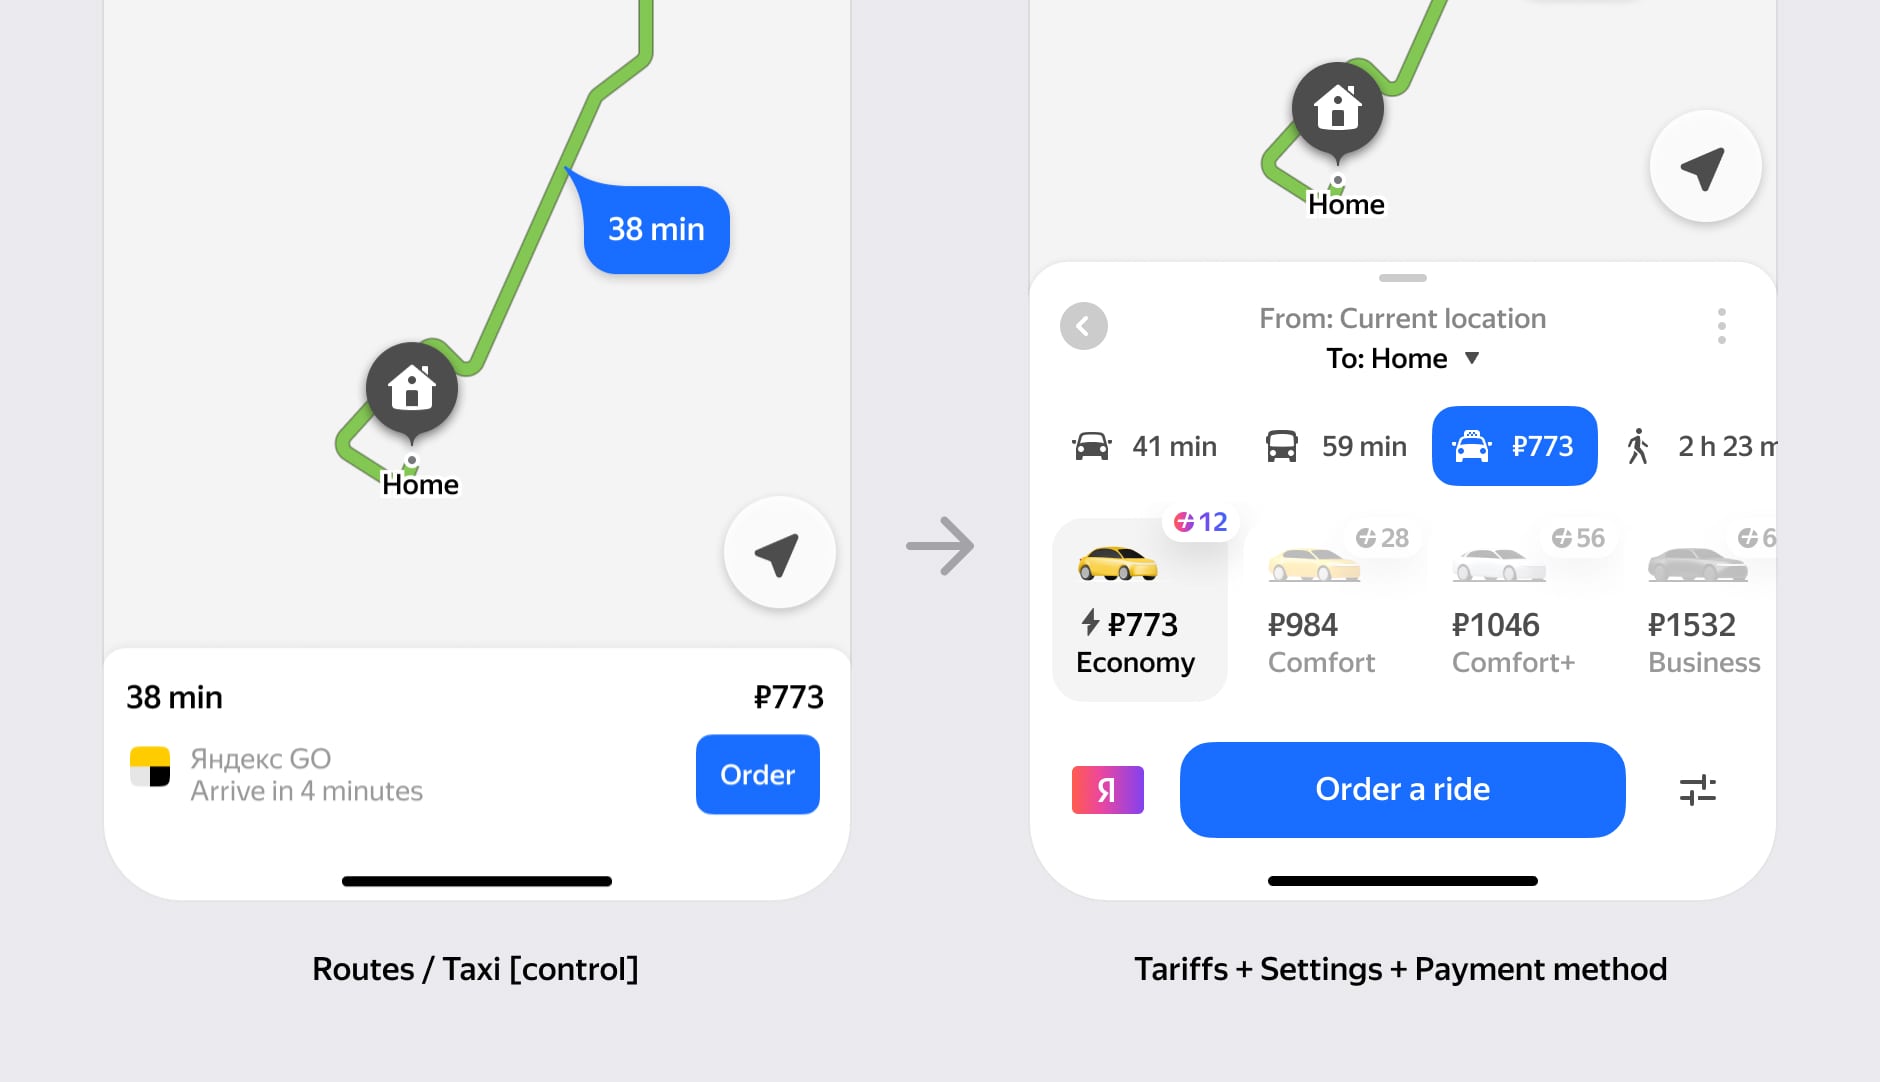 38 min
Home
38 min
₽773
Яндекс GO
Arrive in 4 minutes
Order
Routes / Taxi [control]
Home
From: Current location
To: Home
41 min
59 min
₽773
2 h 23 m
12
28
56
6
₽773
Economy
₽984
Comfort
₽1046
Comfort+
₽1532
Business
Я
Order a ride
Tariffs + Settings + Payment method